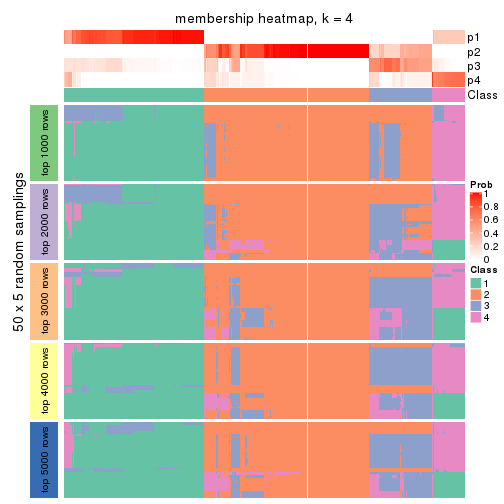 membership heatmap, k = 4
p1
p2
p3
p4
Class
50 x 5 random samplings
top 1000 rows
top 2000 rows
top 3000 rows
top 4000 rows
top 5000 rows
Prob
1
0.8
0.6
0.4
0.2
0
Class
1
2
3
4